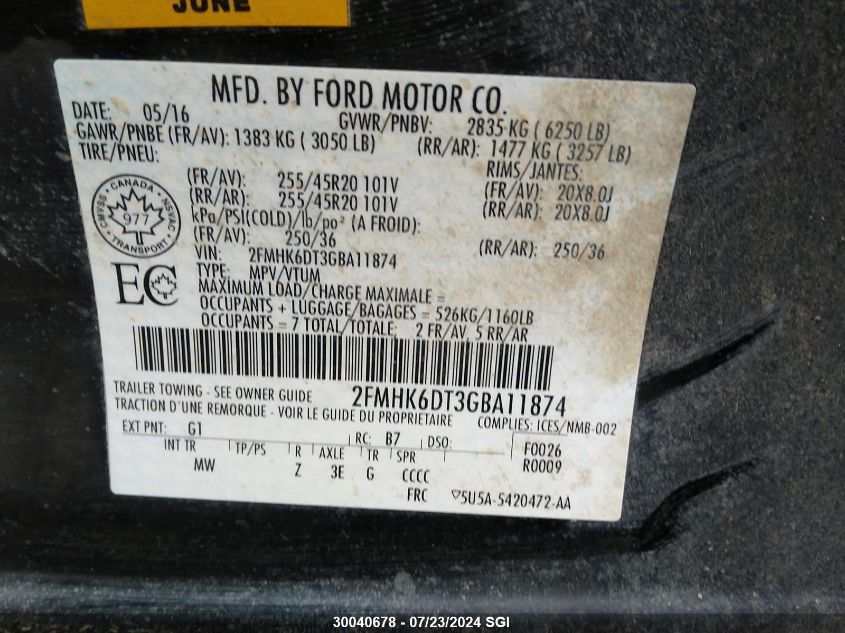 JUNE
MFD. BY FORD MOTOR CO.
DATE: 05/16 GVWR/PNBV: 2835 KG ( 6250 LB)
GAWR/PNBE (FR/AV): 1383 KG ( 3050 LB) (RR/AR): 1477 KG ( 3257 LB)
TIRE/PNEU: RIMS/JANTES:
(FR/AV): 255/45R20 101V (FR/AV): 20X8.0J
(RR/AR): 255/45R20 101V (RR/AR): 20X8.0J
kPa/PSI(COLD)/lb/po² (A FROID):
(FR/AV): 250/36 (RR/AR): 250/36
CANADA
CMVSS NSVAC
977
TRANSPORT
VIN: 2FMHK6DT3GBA11874
TYPE: MPV/VTUM
EC
MAXIMUM LOAD/CHARGE MAXIMALE =
OCCUPANTS + LUGGAGE/BAGAGES = 526KG/1160LB
OCCUPANTS = 7 TOTAL/TOTALE: 2 FR/AV, 5 RR/AR
TRAILER TOWING - SEE OWNER GUIDE 2FMHK6DT3GBA11874
TRACTION D'UNE REMORQUE - VOIR LE GUIDE DU PROPRIETAIRE COMPLIES: ICES/NMB-002
EXT PNT: G1 RC: B7 DSO: F0026
INT TR TP/PS R AXLE TR SPR R0009
MW Z 3E G CCCC
FRC ▽5U5A-5420472-AA
30040678 - 07/23/2024 SGI